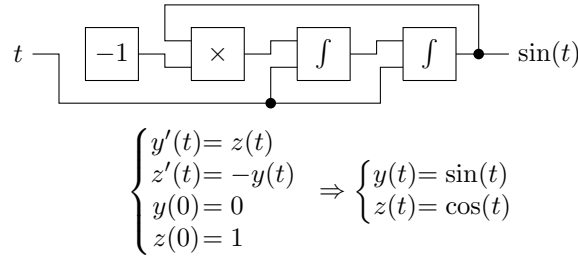 t −1 × ∫ ∫ sin(t)
y′(t)= z(t)
z′(t)= −y(t)
y(0)= 0
z(0)= 1
⇒
y(t)= sin(t)
z(t)= cos(t)